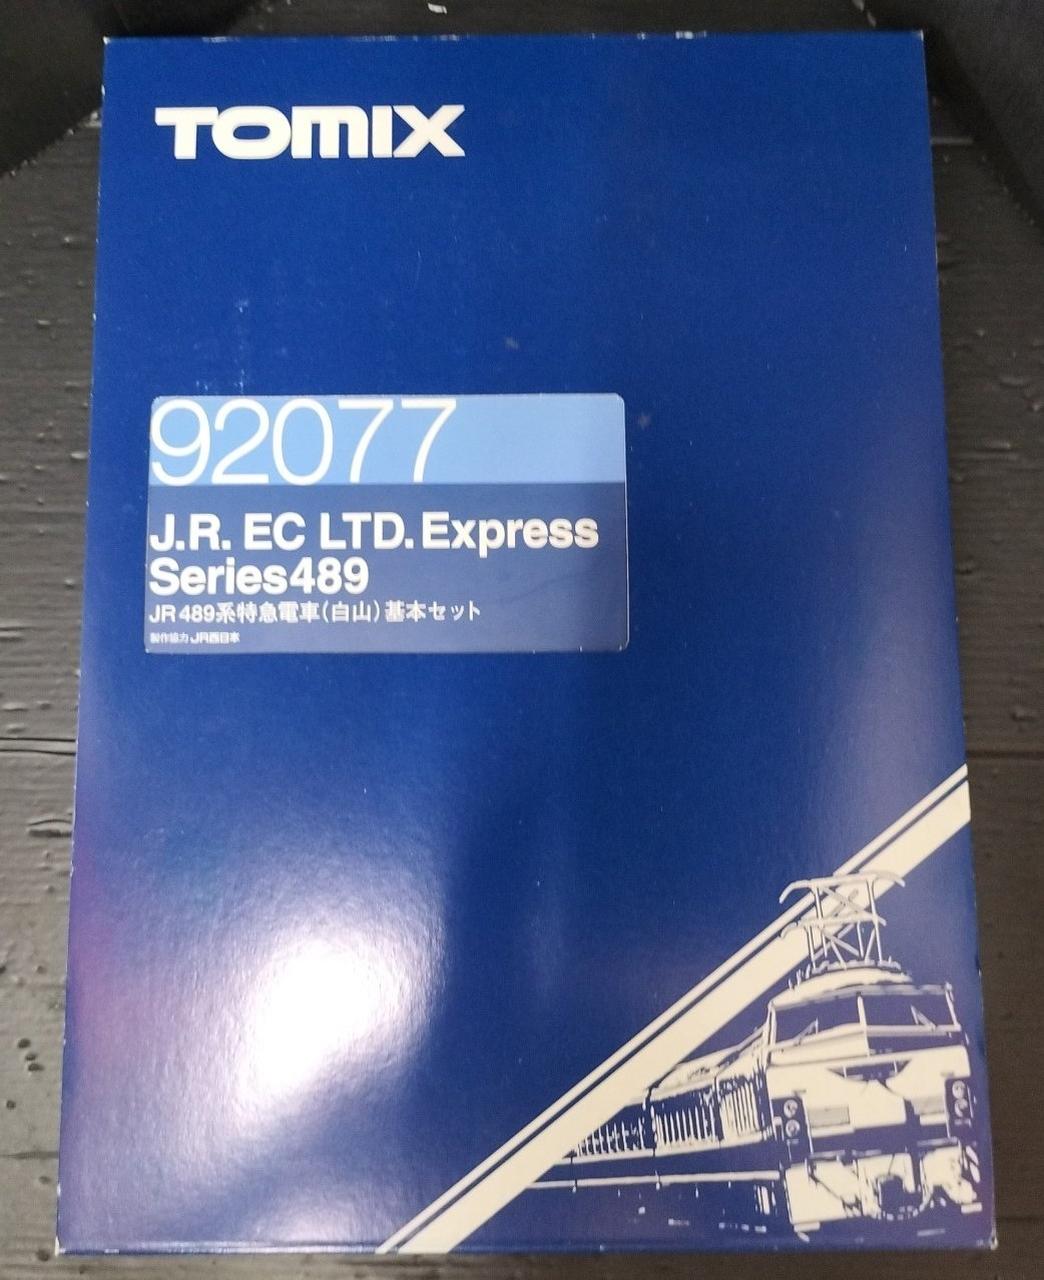 TOMIX
92077
J.R. EC LTD. Express
Series489
JR 489系特急電車(白山)基本セット
製作協力 JR西日本